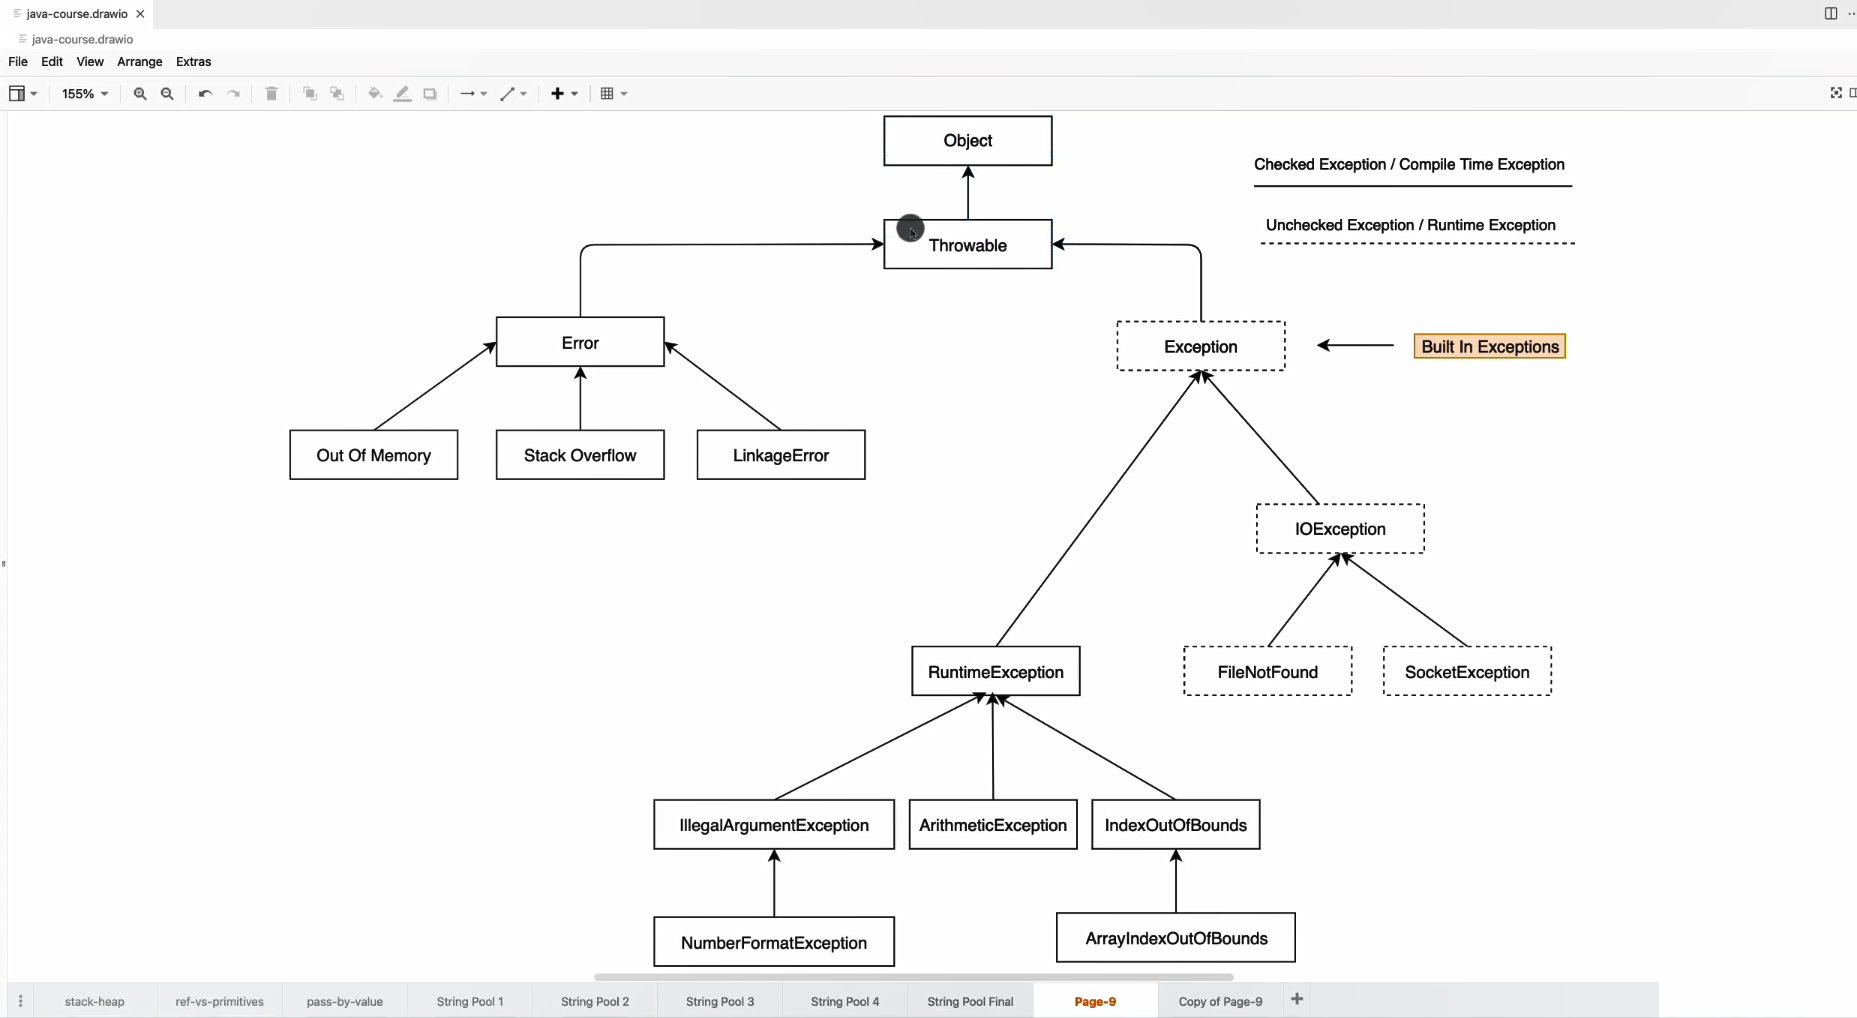 java-course.drawio
java-course.drawio
File Edit View Arrange Extras
155%
Object
Checked Exception / Compile Time Exception
Unchecked Exception / Runtime Exception
Throwable
Error
Exception
Built In Exceptions
Out Of Memory
Stack Overflow
LinkageError
IOException
RuntimeException
FileNotFound
SocketException
IllegalArgumentException
ArithmeticException
IndexOutOfBounds
NumberFormatException
ArrayIndexOutOfBounds
stack-heap ref-vs-primitives pass-by-value String Pool 1 String Pool 2 String Pool 3 String Pool 4 String Pool Final Page-9 Copy of Page-9